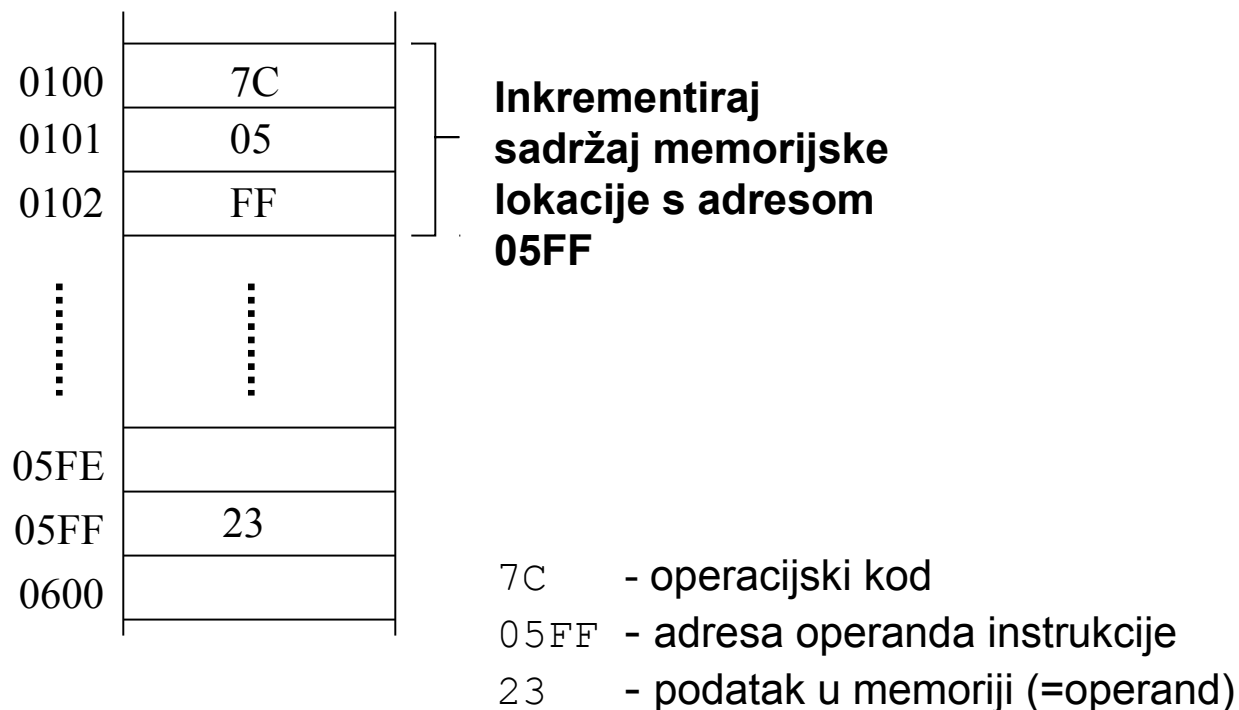 0100 7C
0101 05
0102 FF
Inkrementiraj
sadržaj memorijske
lokacije s adresom
05FF
05FE
05FF 23
0600
7C - operacijski kod
05FF - adresa operanda instrukcije
23 - podatak u memoriji (=operand)